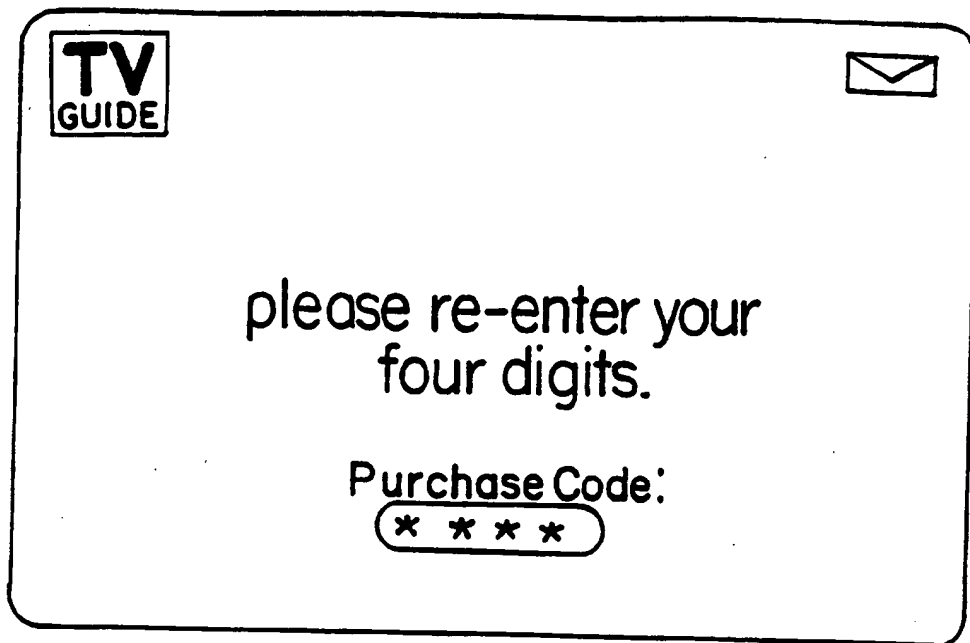 TV
GUIDE
please re-enter your
four digits.
Purchase Code:
* * * *